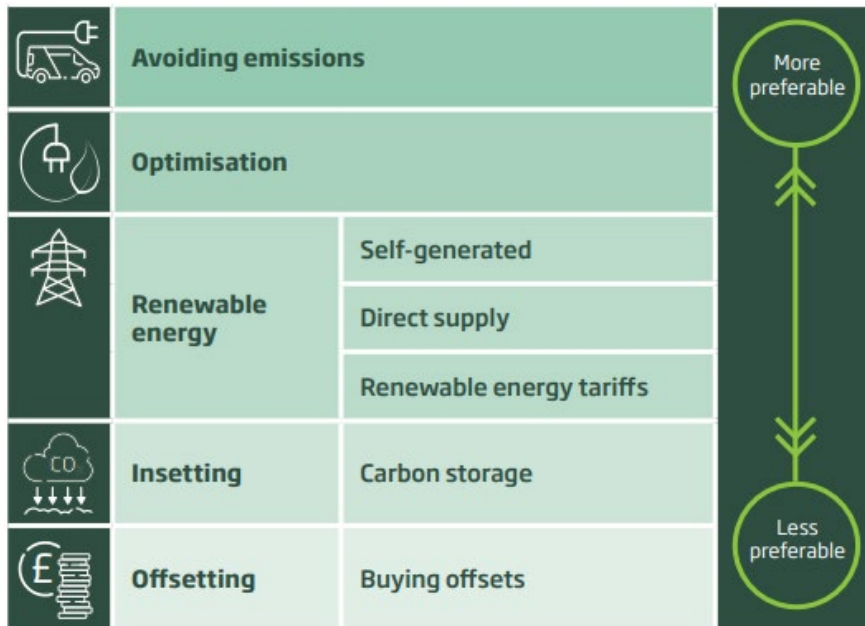 Avoiding emissions
More
preferable
Optimisation
Renewable
energy
Self-generated
Direct supply
Renewable energy tariffs
CO
Insetting
Carbon storage
£
Offsetting
Buying offsets
Less
preferable